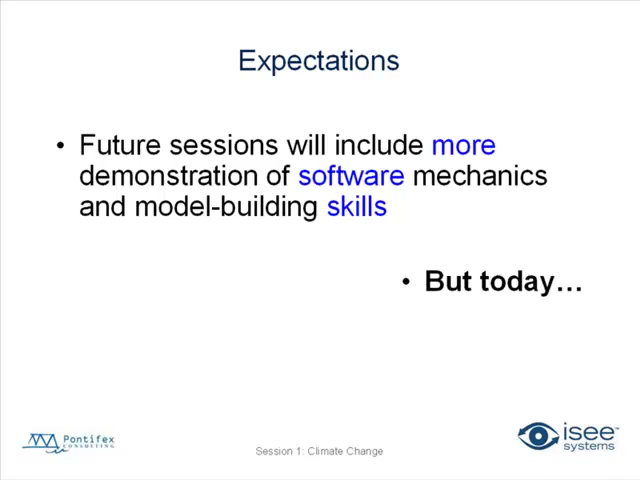 Expectations
• Future sessions will include more
demonstration of software mechanics
and model-building skills
• But today…
Pontifex
CONSULTING
Session 1: Climate Change
isee™
systems